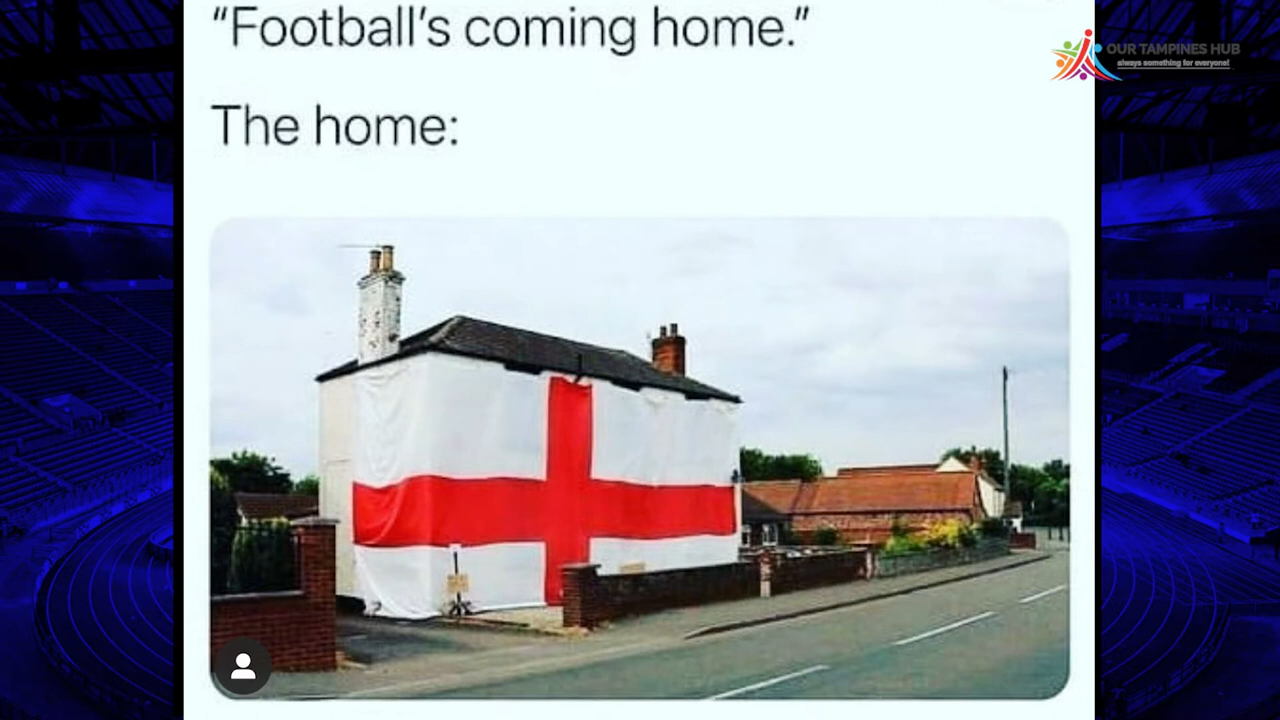 “Football’s coming home.”
OUR TAMPINES HUB
always something for everyone!
The home: